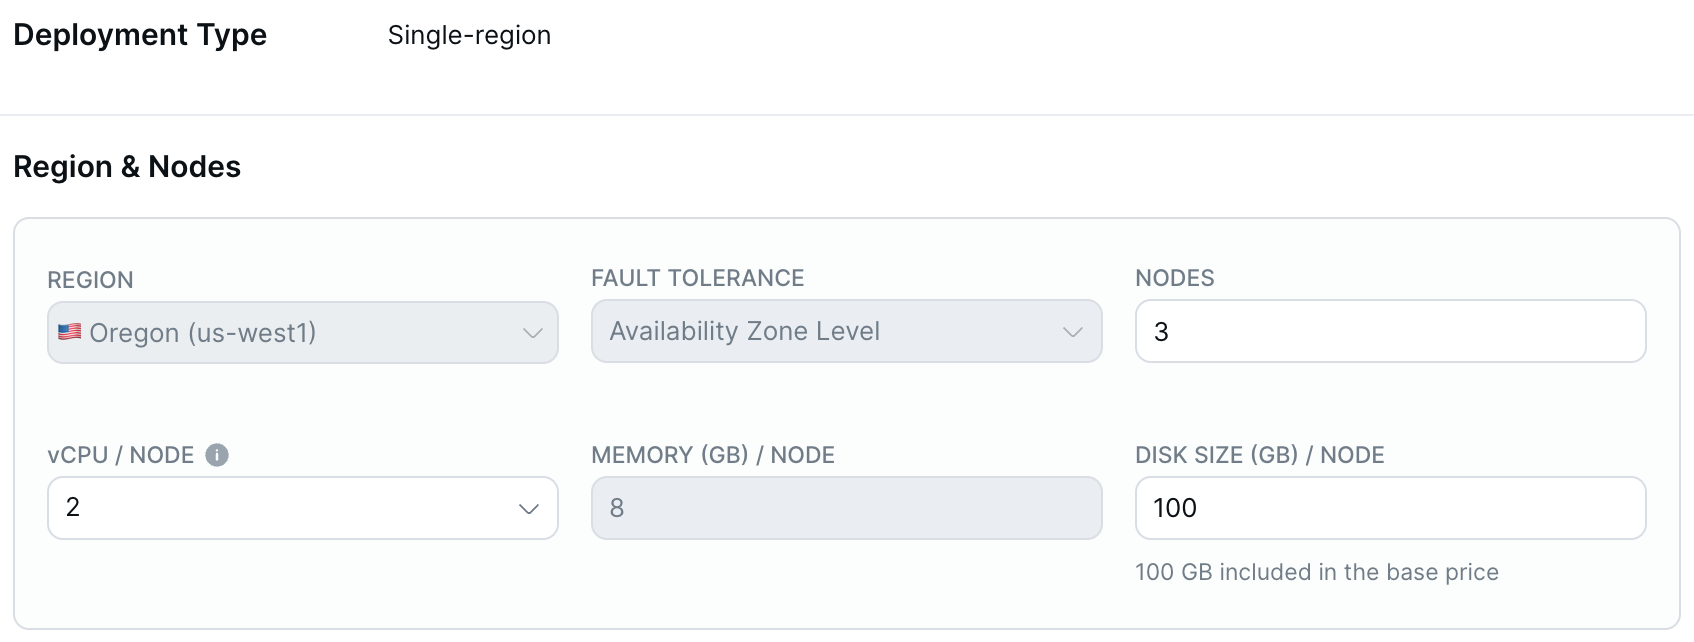 Deployment Type Single-region
Region & Nodes
REGION FAULT TOLERANCE NODES
Oregon (us-west1) Availability Zone Level 3
vCPU / NODE i MEMORY (GB) / NODE DISK SIZE (GB) / NODE
2 8 100
100 GB included in the base price